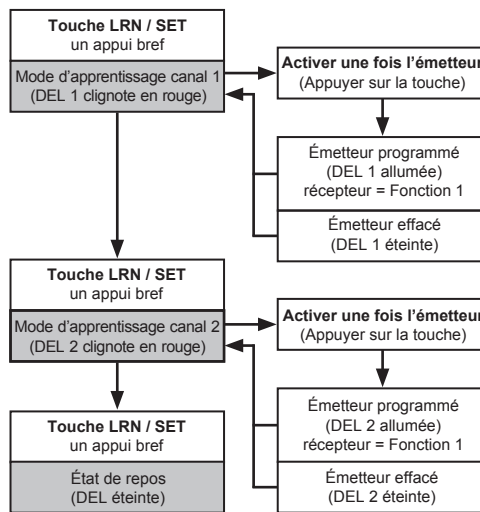 Touche LRN / SET
un appui bref
Mode d'apprentissage canal 1
(DEL 1 clignote en rouge)
Activer une fois l'émetteur
(Appuyer sur la touche)
Émetteur programmé
(DEL 1 allumée)
récepteur = Fonction 1
Émetteur effacé
(DEL 1 éteinte)
Touche LRN / SET
un appui bref
Mode d'apprentissage canal 2
(DEL 2 clignote en rouge)
Activer une fois l'émetteur
(Appuyer sur la touche)
Émetteur programmé
(DEL 2 allumée)
récepteur = Fonction 1
Émetteur effacé
(DEL 2 éteinte)
Touche LRN / SET
un appui bref
État de repos
(DEL éteinte)